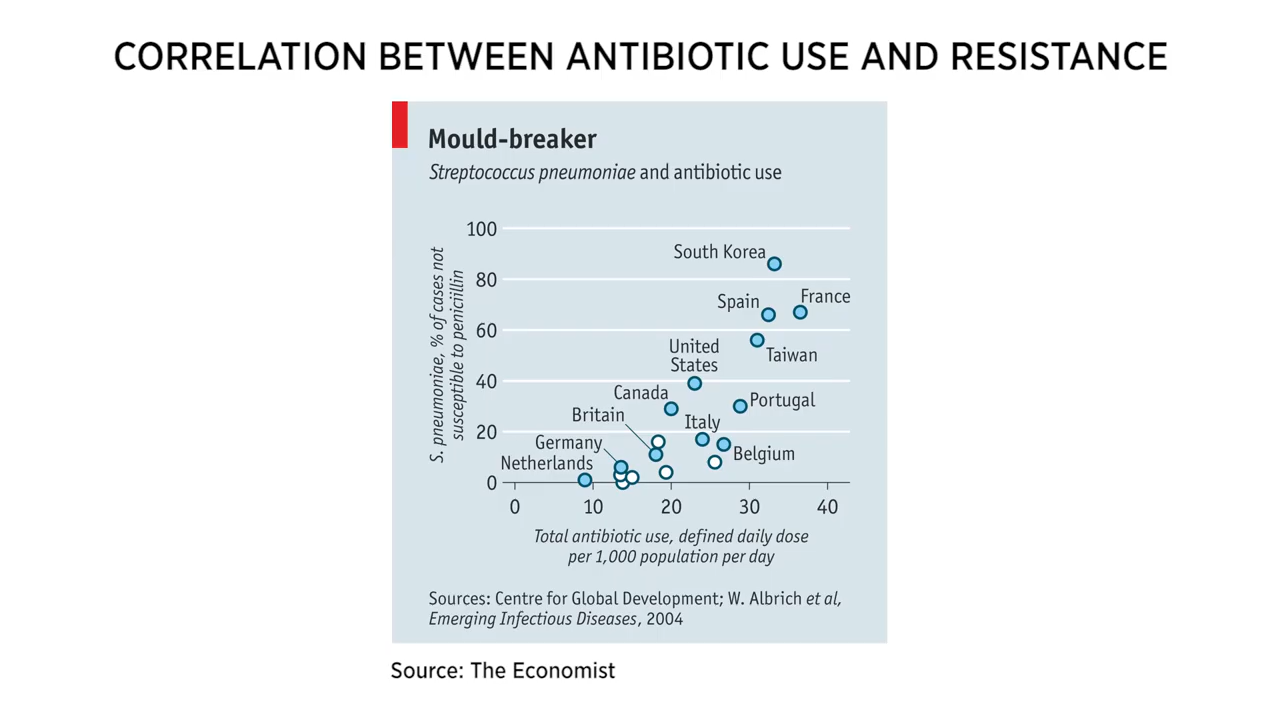 CORRELATION BETWEEN ANTIBIOTIC USE AND RESISTANCE
Mould-breaker
Streptococcus pneumoniae and antibiotic use
S. pneumoniae, % of cases not
susceptible to penicillin
100
80
60
40
20
0
South Korea
France
Spain
Taiwan
United
States
Canada
Portugal
Britain
Italy
Germany
Belgium
Netherlands
0 10 20 30 40
Total antibiotic use, defined daily dose
per 1,000 population per day
Sources: Centre for Global Development; W. Albrich et al,
Emerging Infectious Diseases, 2004
Source: The Economist